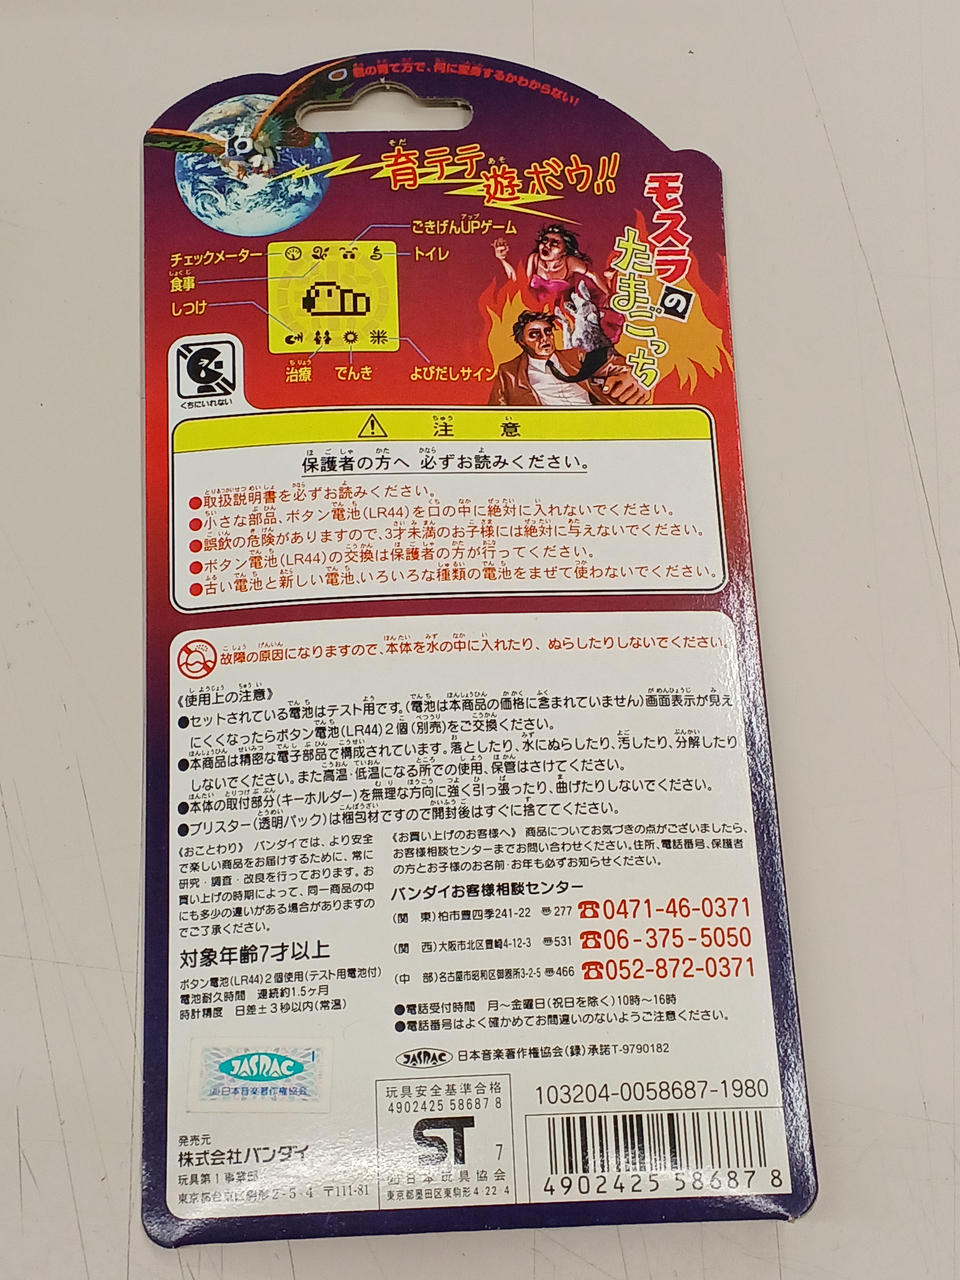 君の育て方で、何に変身するかわからない!
育テテ遊ボウ!!
モスラの
たまごっち
ごきげんUPゲーム
チェックメーター
トイレ
食事
しつけ
治療
でんき
よびだしサイン
くちにいれない
注意
保護者の方へ 必ずお読みください。
●取扱説明書を必ずお読みください。
●小さな部品、ボタン電池(LR44)を口の中に絶対に入れないでください。
●誤飲の危険がありますので、3才未満のお子様には絶対に与えないでください。
●ボタン電池(LR44)の交換は保護者の方が行ってください。
●古い電池と新しい電池、いろいろな種類の電池をまぜて使わないでください。
故障の原因になりますので、本体を水の中に入れたり、ぬらしたりしないでください。
《使用上の注意》
●セットされている電池はテスト用です。(電池は本商品の価格に含まれていません)画面表示が見え
にくくなったらボタン電池(LR44)2個(別売)をご交換ください。
●本商品は精密な電子部品で構成されています。落としたり、水にぬらしたり、汚したり、分解したり
しないでください。また高温・低温になる所での使用、保管はさけてください。
●本体の取付部分(キーホルダー)を無理な方向に強く引っ張ったり、曲げたりしないでください。
●ブリスター(透明パック)は梱包材ですので開封後はすぐに捨ててください。
《おことわり》 バンダイでは、より安全
で楽しい商品をお届けするために、常に
研究・調査・改良を行っております。お
買い上げの時期によって、同一商品の中
にも多少の違いがある場合がありますの
でご了承ください。
対象年齢7才以上
ボタン電池(LR44)2個使用(テスト用電池付)
電池耐久時間 連続約1.5ヶ月
時計精度 日差±3秒以内(常温)
《お買い上げのお客様へ》 商品についてお気づきの点がございましたら、
お客様相談センターまでお問い合わせください。住所、電話番号、保護者
の方とお子様のお名前・お年も必ずお知らせください。
バンダイお客様相談センター
(関 東)柏市豊四季241-22 〠277 ☎0471-46-0371
(関 西)大阪市北区豊崎4-12-3 〠531 ☎06-375-5050
(中 部)名古屋市昭和区御器所3-2-5 〠466 ☎052-872-0371
●電話受付時間 月～金曜日(祝日を除く)10時～16時
●電話番号はよく確かめてお間違いのないようご注意ください。
JASRAC 日本音楽著作権協会(録)承諾T-9790182
JASRAC
㈳日本音楽著作権協会
発売元
株式会社バンダイ
玩具第1事業部
東京都台東区駒形2-5-4 〒111-81
玩具安全基準合格
4902425 58687 8
ST 7
㈳日本玩具協会
東京都墨田区東駒形4-22-4
103204-0058687-1980
4902425 586878